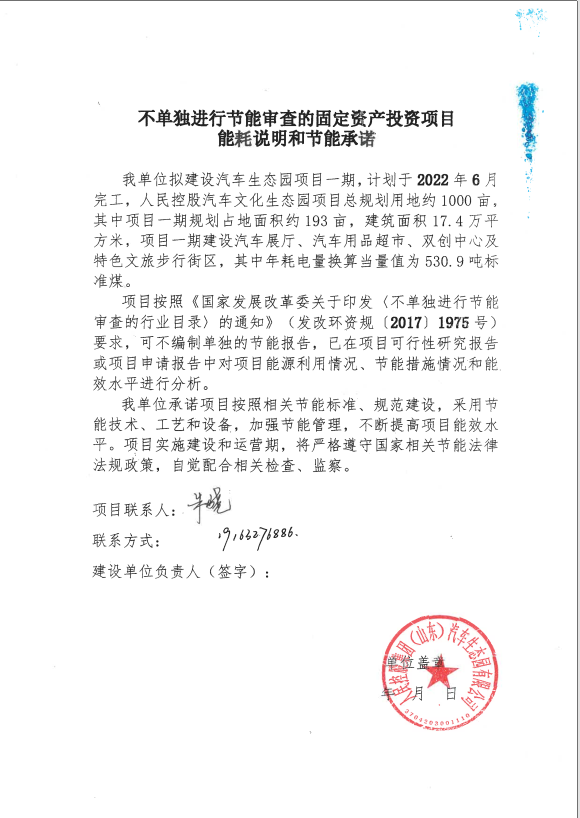 不单独进行节能审查的固定资产投资项目
能耗说明和节能承诺
我单位拟建设汽车生态园项目一期，计划于 2022 年 6 月
完工，人民控股汽车文化生态园项目总规划用地约 1000 亩，
其中项目一期规划占地面积约 193 亩，建筑面积 17.4 万平
方米，项目一期建设汽车展厅、汽车用品超市、双创中心及
特色文旅步行街区，其中年耗电量换算当量值为 530.9 吨标
准煤。
项目按照《国家发展改革委关于印发〈不单独进行节能
审查的行业目录〉的通知》（发改环资规〔2017〕1975 号）
要求，可不编制单独的节能报告，已在项目可行性研究报告
或项目申请报告中对项目能源利用情况、节能措施情况和能
效水平进行分析。
我单位承诺项目按照相关节能标准、规范建设，采用节
能技术、工艺和设备，加强节能管理，不断提高项目能效水
平。项目实施建设和运营期，将严格遵守国家相关节能法律
法规政策，自觉配合相关检查、监察。
项目联系人：
联系方式： 19163276886.
建设单位负责人（签字）：
人民控股集团（山东）汽车生态园有限公司
单位盖章
年 月 日
3704203001110